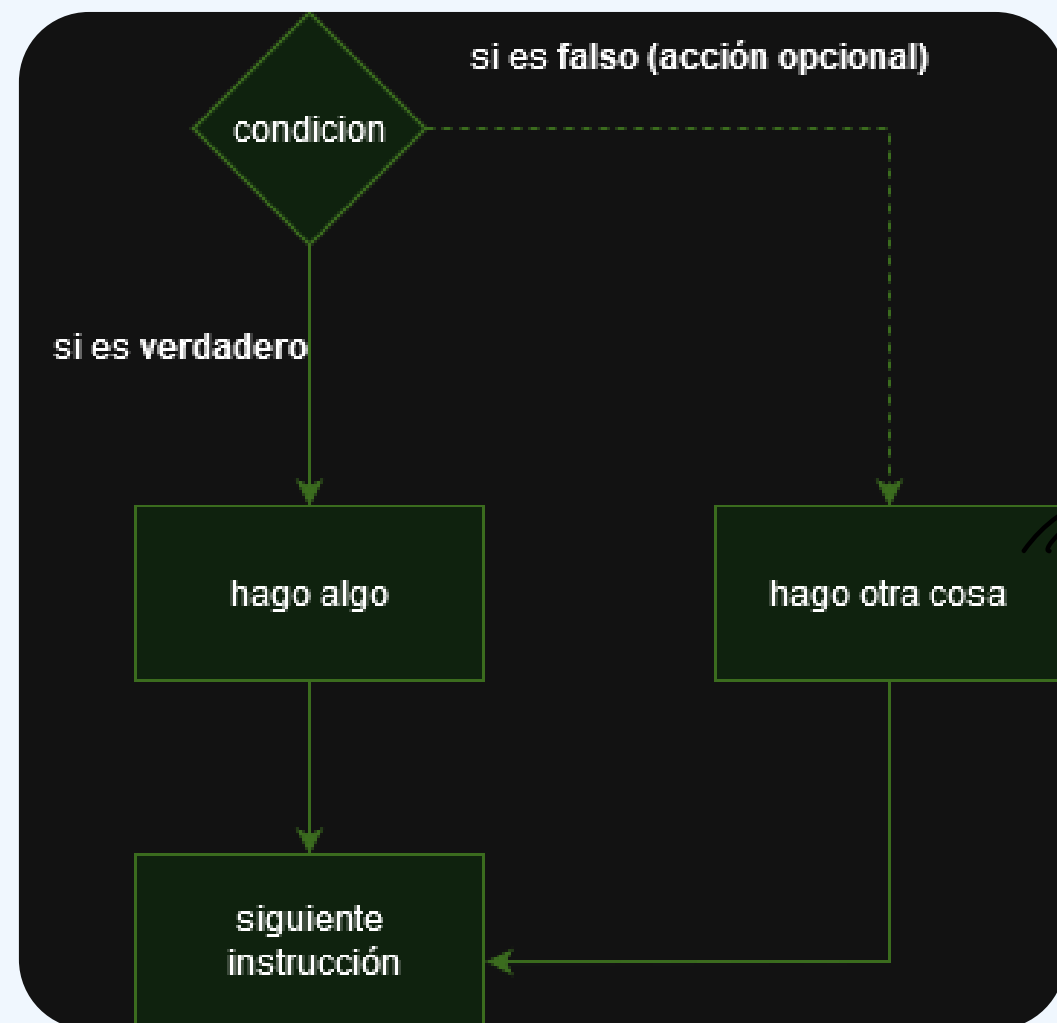 si es falso (acción opcional)
condicion
si es verdadero
hago algo
hago otra cosa
siguiente
instrucción